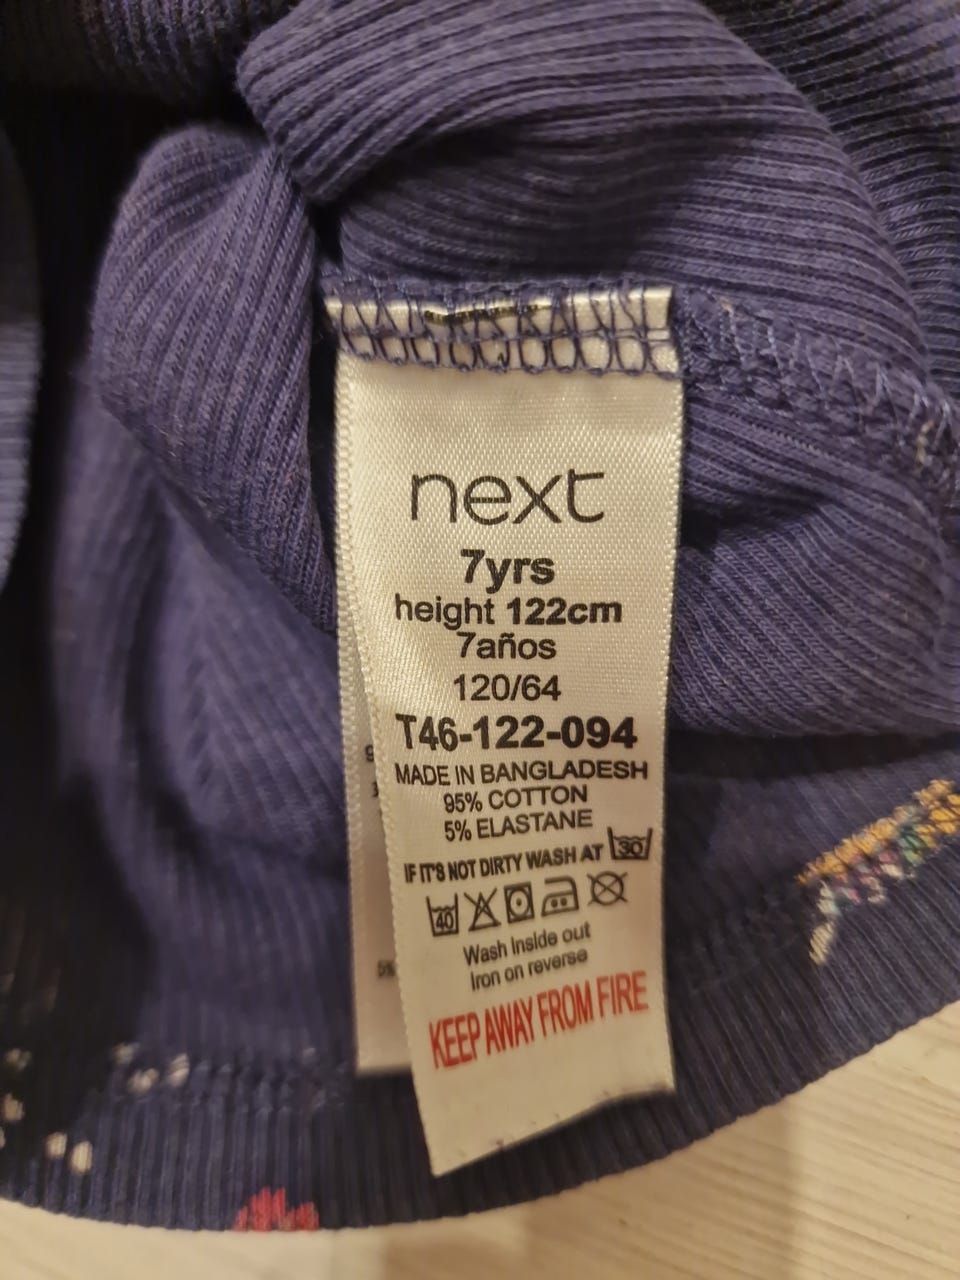 next
7yrs
height 122cm
7años
120/64
T46-122-094
MADE IN BANGLADESH
95% COTTON
5% ELASTANE
IF IT'S NOT DIRTY WASH AT 30
40
Wash inside out
Iron on reverse
KEEP AWAY FROM FIRE